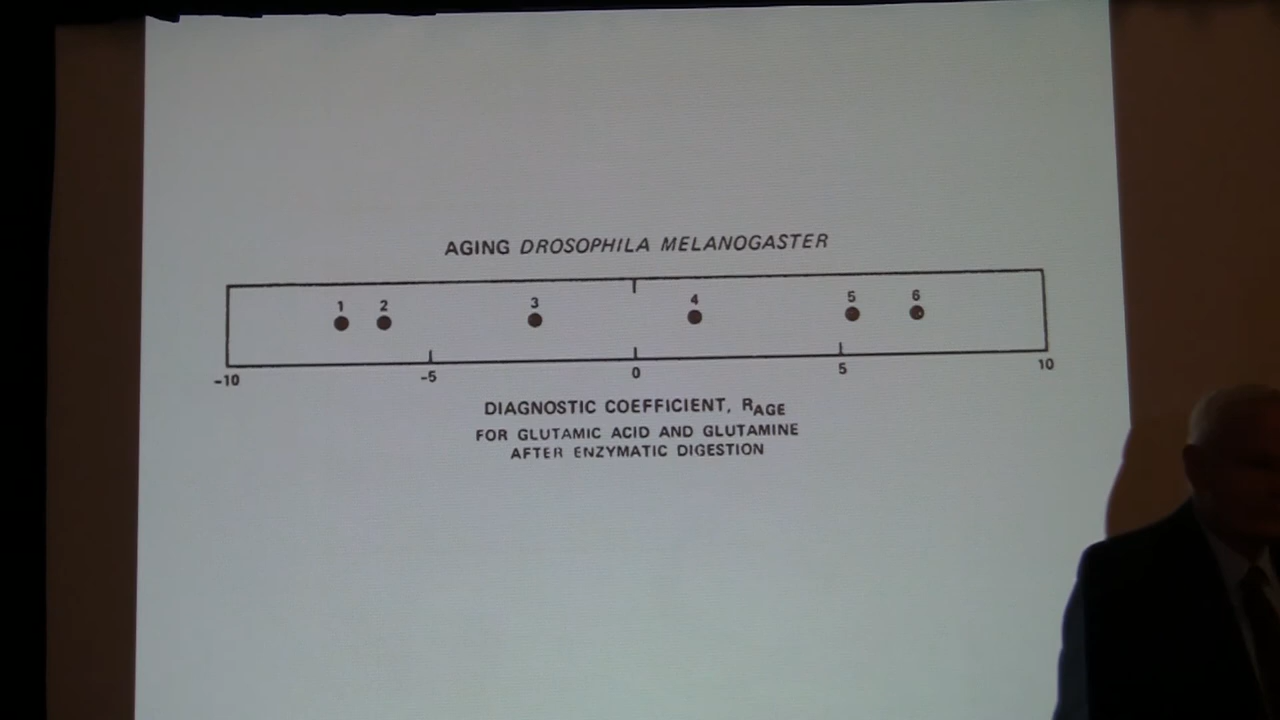 AGING DROSOPHILA MELANOGASTER
1 2 3 4 5 6
-10 -5 0 5 10
DIAGNOSTIC COEFFICIENT, RAGE
FOR GLUTAMIC ACID AND GLUTAMINE
AFTER ENZYMATIC DIGESTION